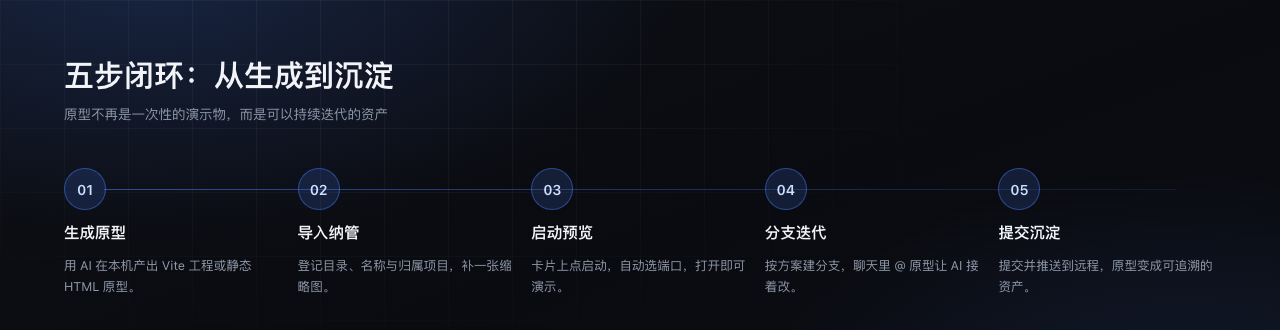 五步闭环：从生成到沉淀
原型不再是一次性的演示物，而是可以持续迭代的资产
01
02
03
04
05
生成原型
导入纳管
启动预览
分支迭代
提交沉淀
用 AI 在本机产出 Vite 工程或静态
HTML 原型。
登记目录、名称与归属项目，补一张缩
略图。
卡片上点启动，自动选端口，打开即可
演示。
按方案建分支，聊天里 @ 原型让 AI 接
着改。
提交并推送到远程，原型变成可追溯的
资产。